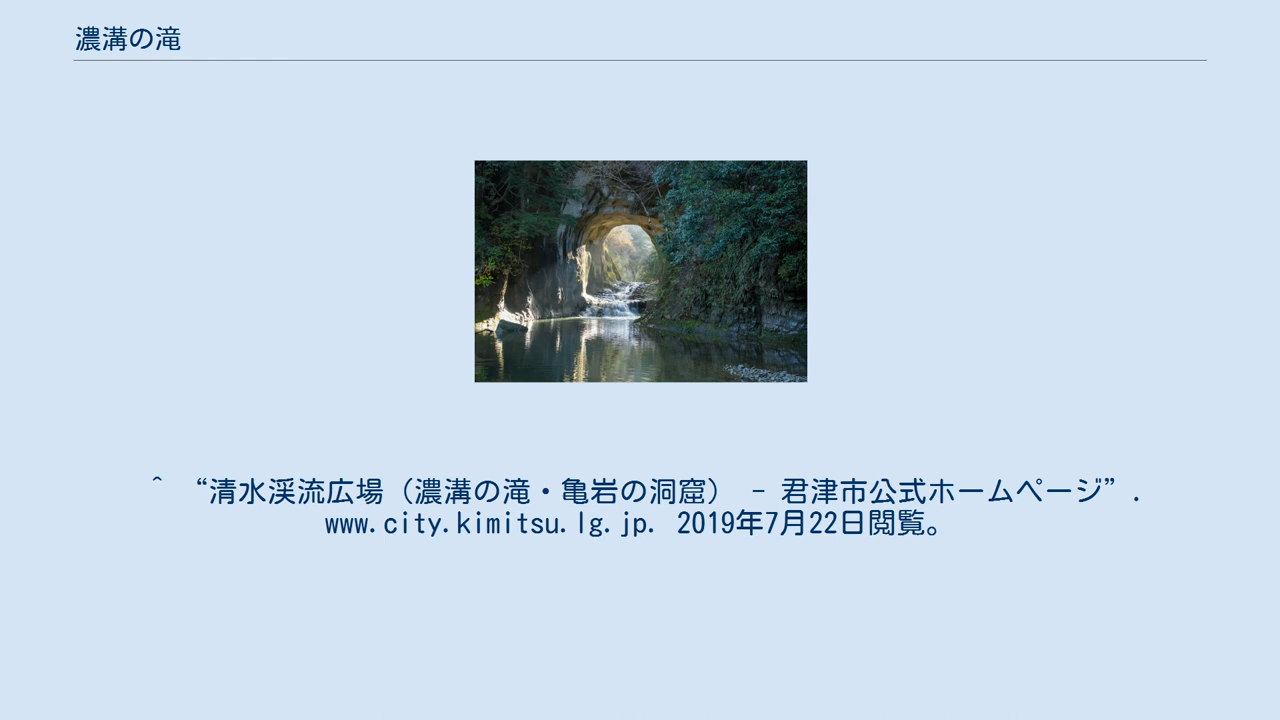 濃溝の滝
^ “清水渓流広場（濃溝の滝・亀岩の洞窟） - 君津市公式ホームページ”.
www.city.kimitsu.lg.jp. 2019年7月22日閲覧。